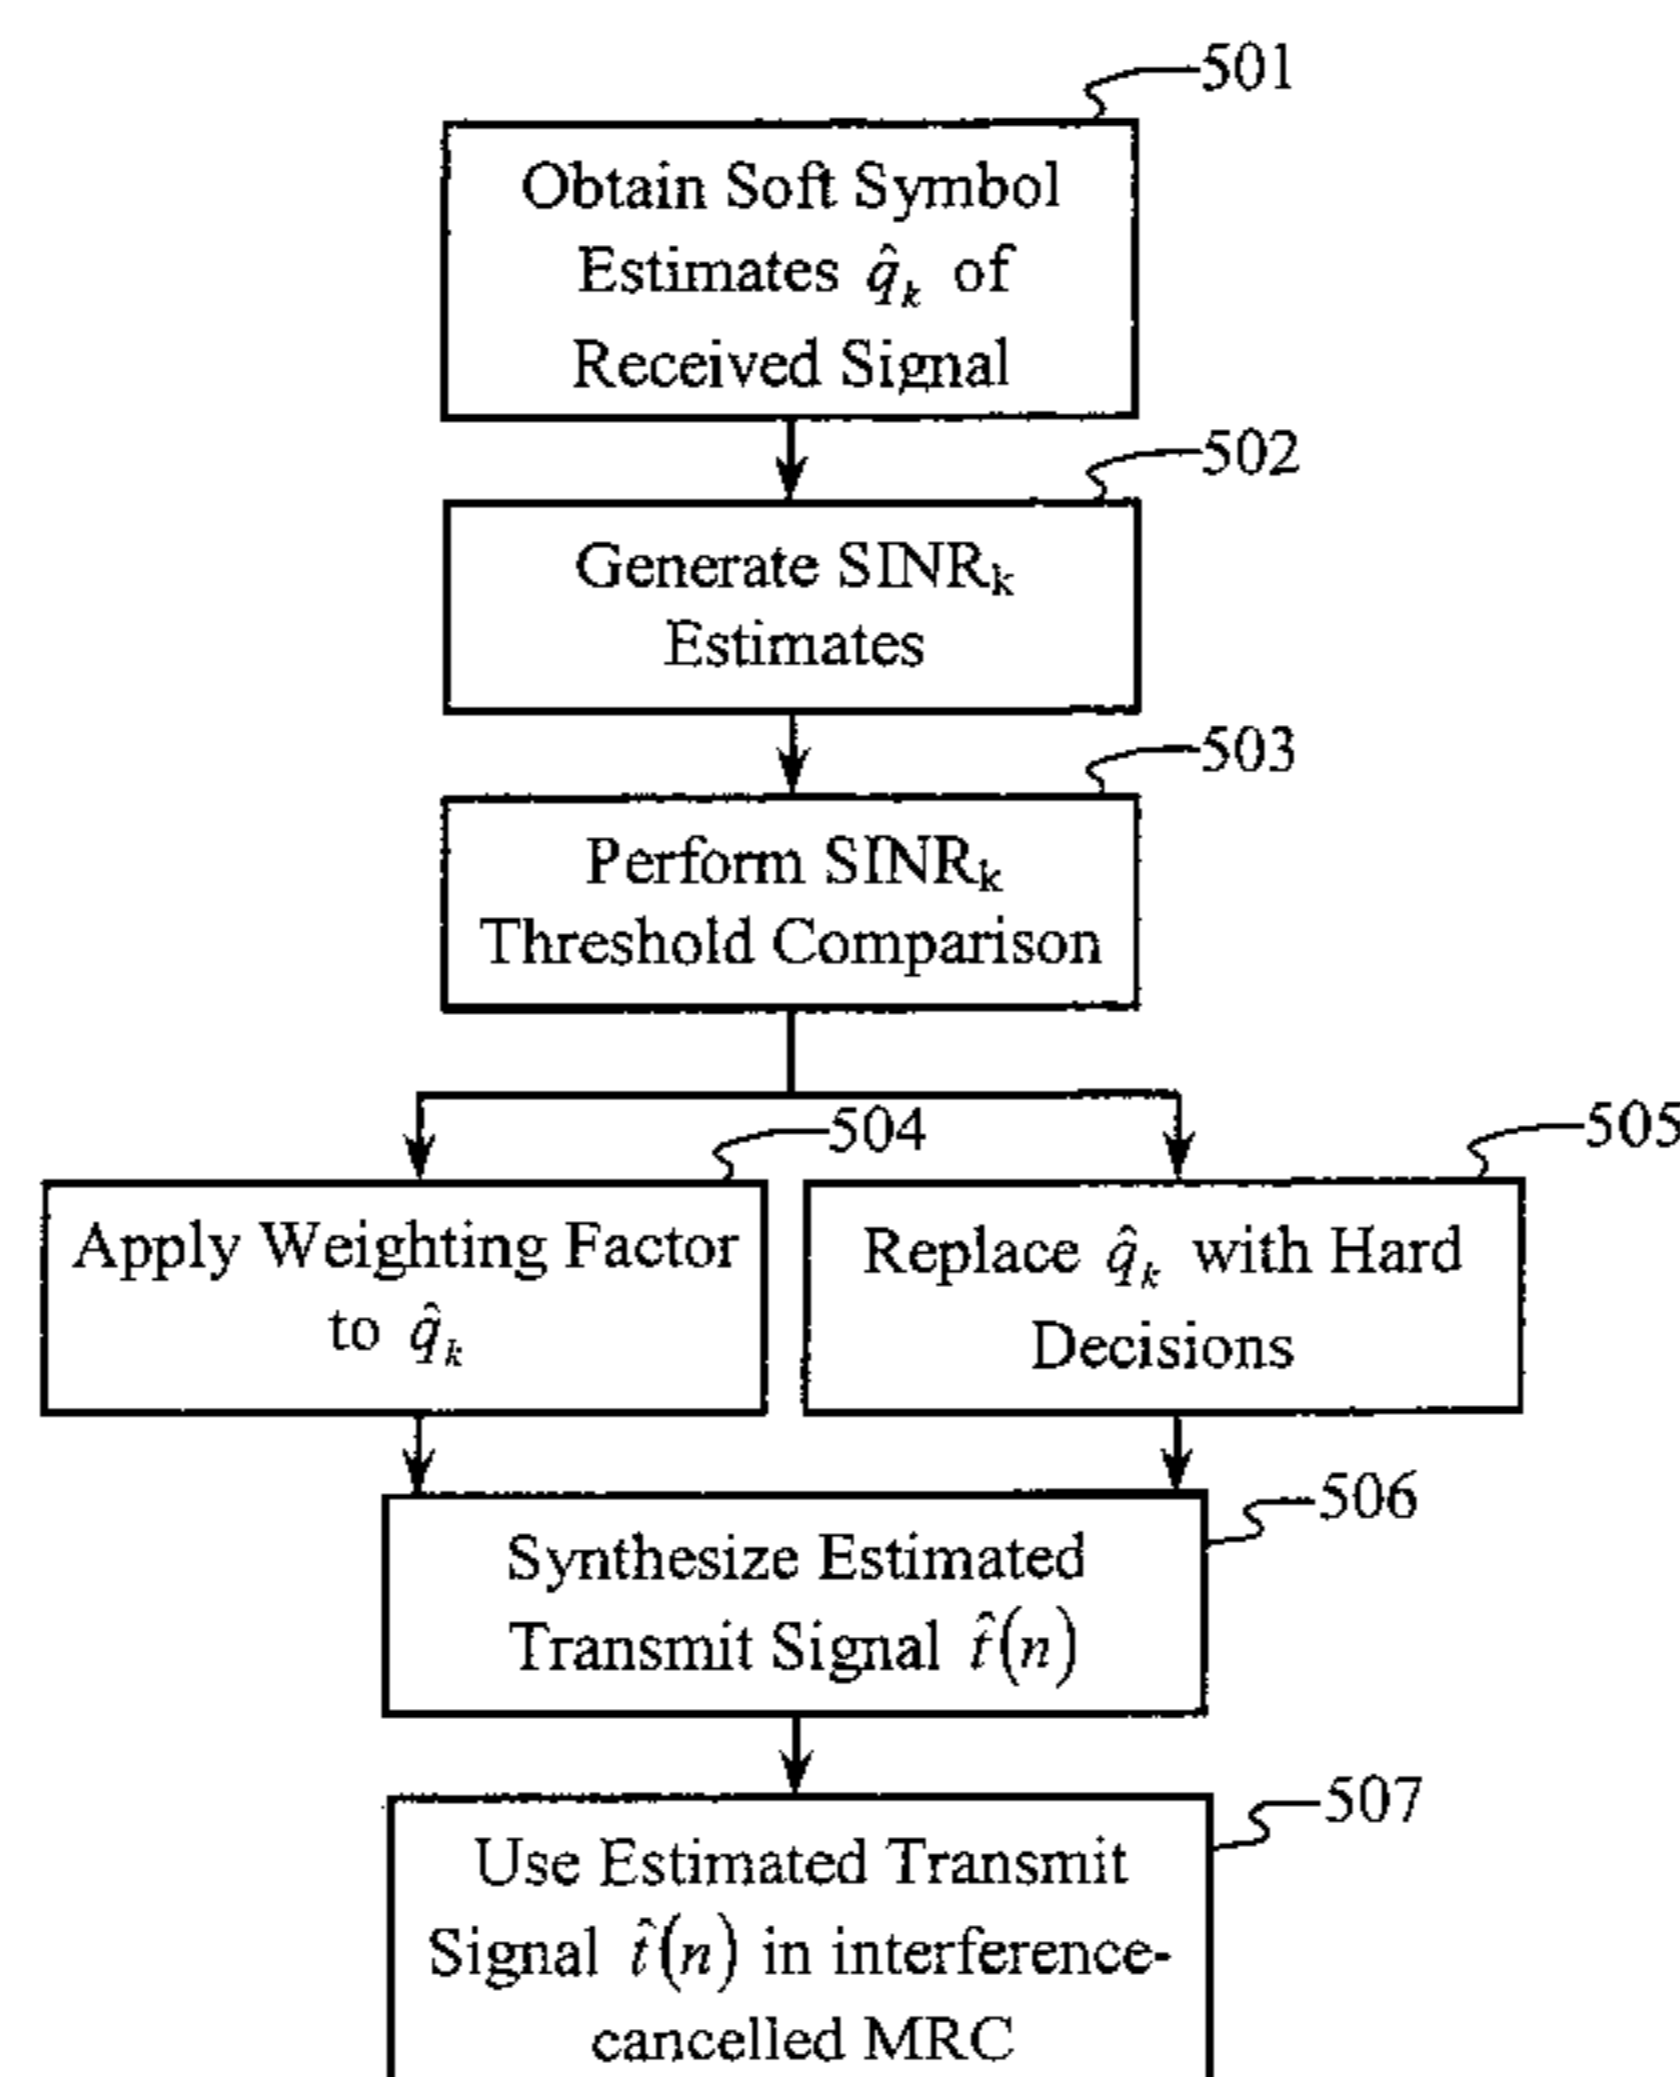 501
Obtain Soft Symbol
Estimates q̂ₖ of
Received Signal
502
Generate SINRₖ
Estimates
503
Perform SINRₖ
Threshold Comparison
504
Apply Weighting Factor
to q̂ₖ
505
Replace q̂ₖ with Hard
Decisions
506
Synthesize Estimated
Transmit Signal t̂(n)
507
Use Estimated Transmit
Signal t̂(n) in interference-
cancelled MRC